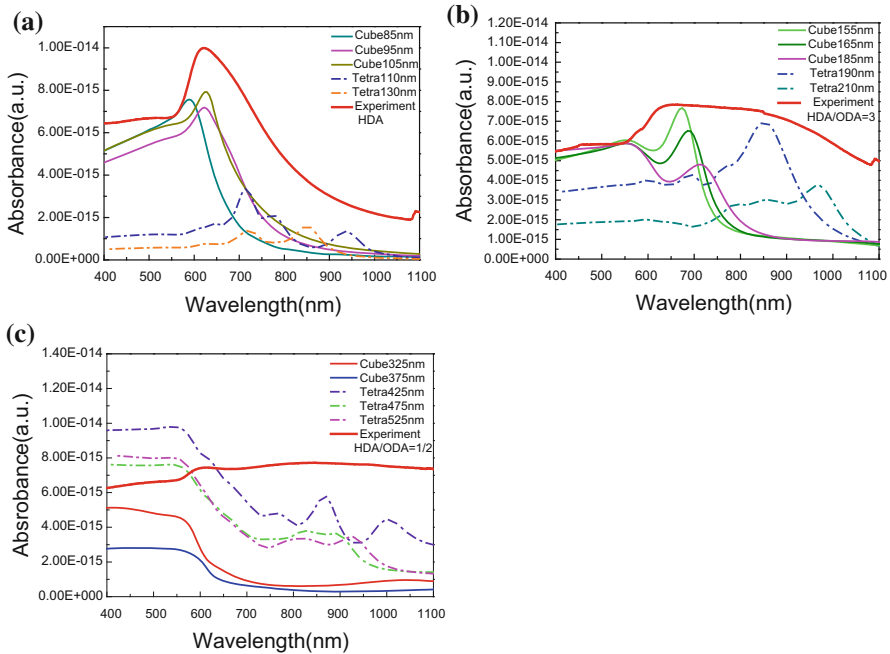 (a)
1.00E-014
8.00E-015
6.00E-015
4.00E-015
2.00E-015
0.00E+000
Absorbance(a.u.)
400 500 600 700 800 900 1000 1100
Wavelength(nm)
Cube85nm
Cube95nm
Cube105nm
Tetra110nm
Tetra130nm
Experiment
HDA
(b)
1.20E-014
1.10E-014
1.00E-014
9.00E-015
8.00E-015
7.00E-015
6.00E-015
5.00E-015
4.00E-015
3.00E-015
2.00E-015
1.00E-015
0.00E+000
Absorbance(a.u.)
400 500 600 700 800 900 1000 1100
Wavelength(nm)
Cube155nm
Cube165nm
Cube185nm
Tetra190nm
Tetra210nm
Experiment
HDA/ODA=3
(c)
1.40E-014
1.20E-014
1.00E-014
8.00E-015
6.00E-015
4.00E-015
2.00E-015
0.00E+000
Absrobance(a.u.)
400 500 600 700 800 900 1000 1100
Wavelength(nm)
Cube325nm
Cube375nm
Tetra425nm
Tetra475nm
Tetra525nm
Experiment
HDA/ODA=1/2